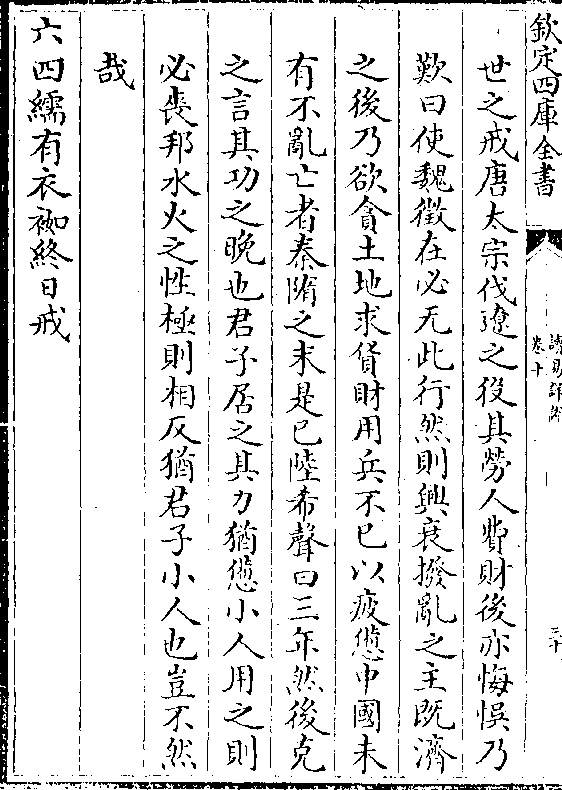 欽定四庫全書
讀易詳說
卷十
三十
世之戒唐太宗伐遼之役其勞人費財後亦悔悞乃
歎曰使魏徵在必无此行然則興衰撥亂之主既濟
之後乃欲貪土地求貨財用兵不已以疲憊中國未
有不亂亡者秦隋之末是已陸希聲曰三年然後克
之言其功之晚也君子居之其力猶憊小人用之則
必喪邦水火之性極則相反猶君子小人也豈不然
哉
六四繻有衣袽終日戒